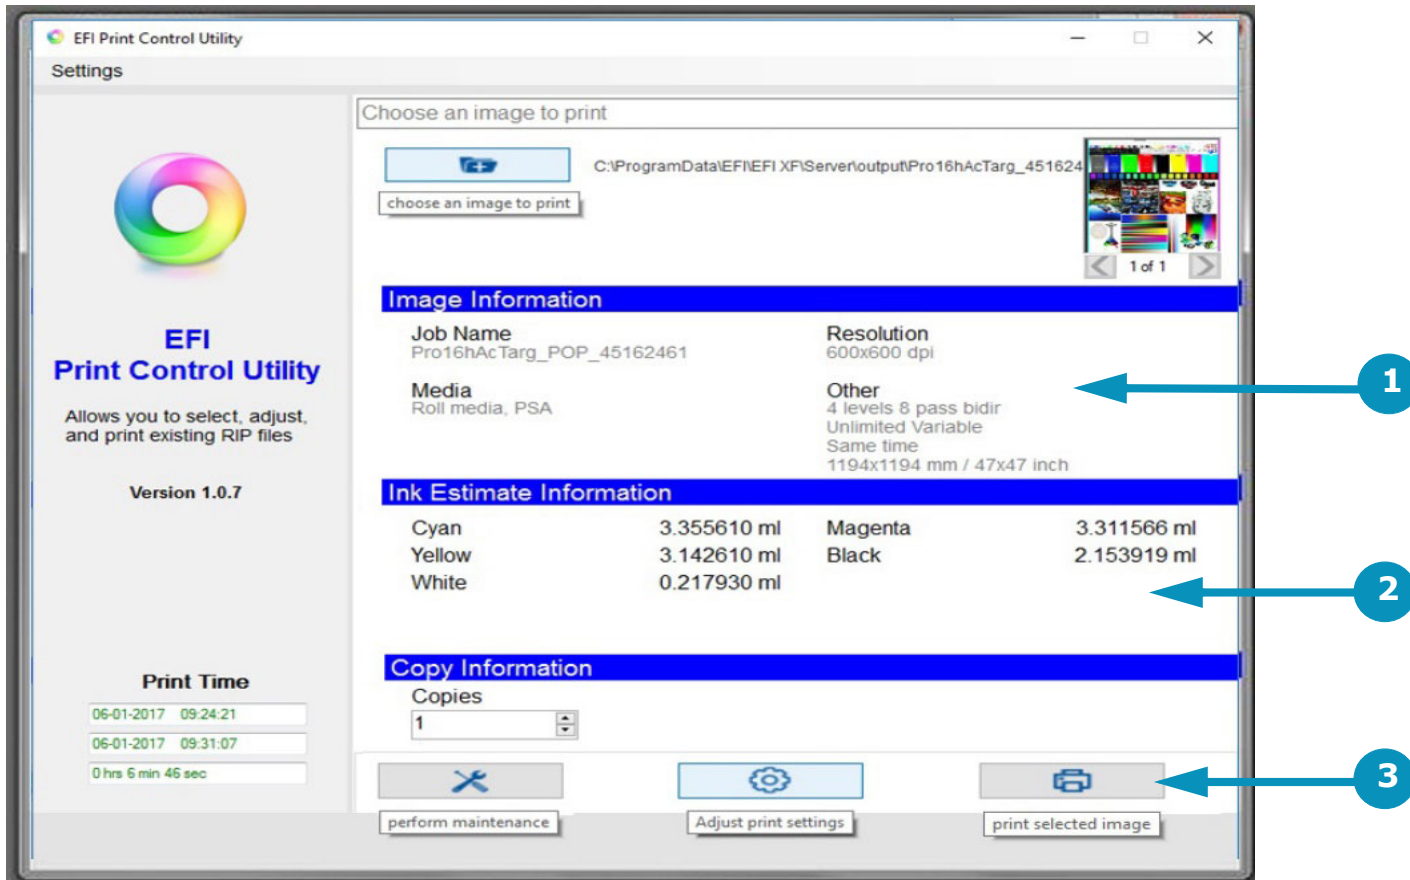 EFI Print Control Utility
Settings
Choose an image to print
C:\ProgramData\EFI\EFI XF\Server\output\Pro16hAcTarg_451624
choose an image to print
1 of 1
EFI
Print Control Utility
Allows you to select, adjust,
and print existing RIP files
Version 1.0.7
Print Time
06-01-2017 09:24:21
06-01-2017 09:31:07
0 hrs 6 min 46 sec
Image Information
Job Name
Pro16hAcTarg_POP_45162461
Resolution
600x600 dpi
Media
Roll media, PSA
Other
4 levels 8 pass bidir
Unlimited Variable
Same time
1194x1194 mm / 47x47 inch
1
Ink Estimate Information
Cyan 3.355610 ml Magenta 3.311566 ml
Yellow 3.142610 ml Black 2.153919 ml
White 0.217930 ml
2
Copy Information
Copies
1
3
perform maintenance
Adjust print settings
print selected image